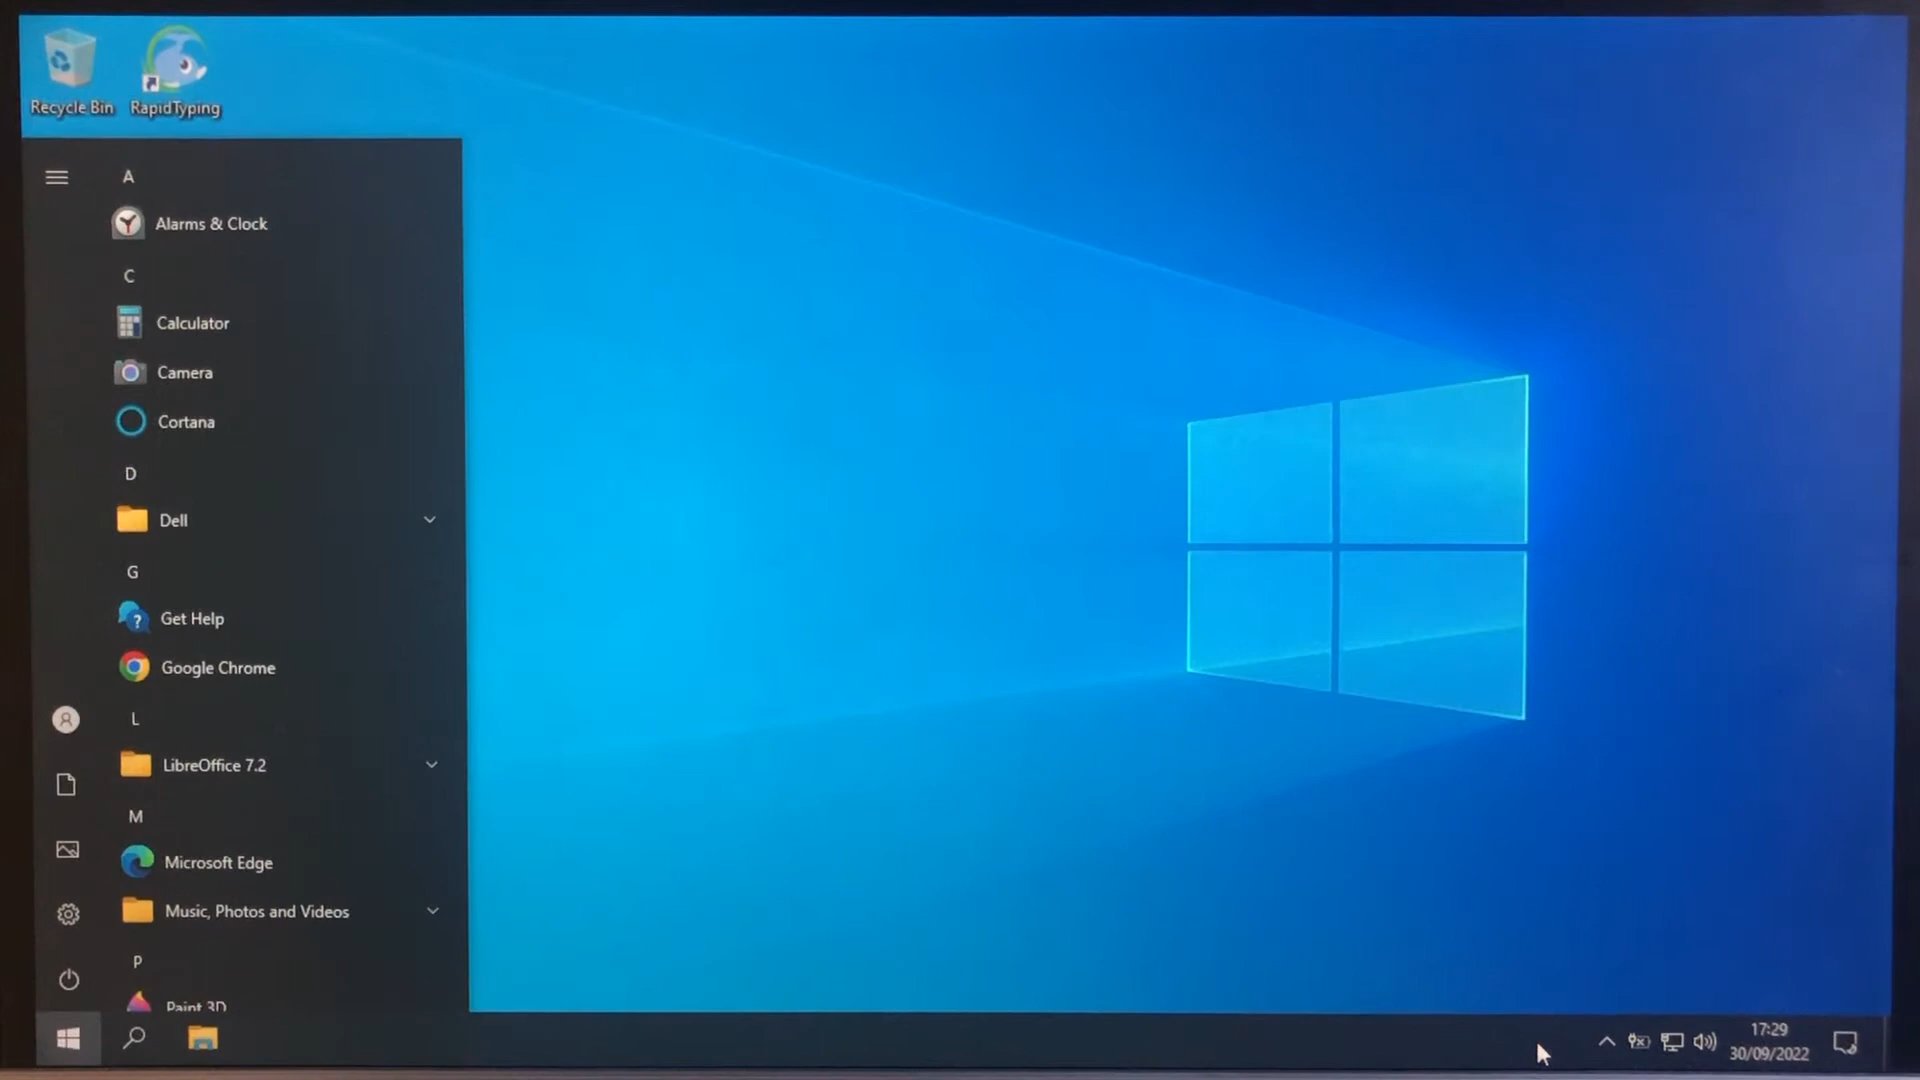 Recycle Bin
RapidTyping
A
Alarms & Clock
C
Calculator
Camera
Cortana
D
Dell
G
Get Help
Google Chrome
L
LibreOffice 7.2
M
Microsoft Edge
Music, Photos and Videos
P
Paint 3D
17:29
30/09/2022